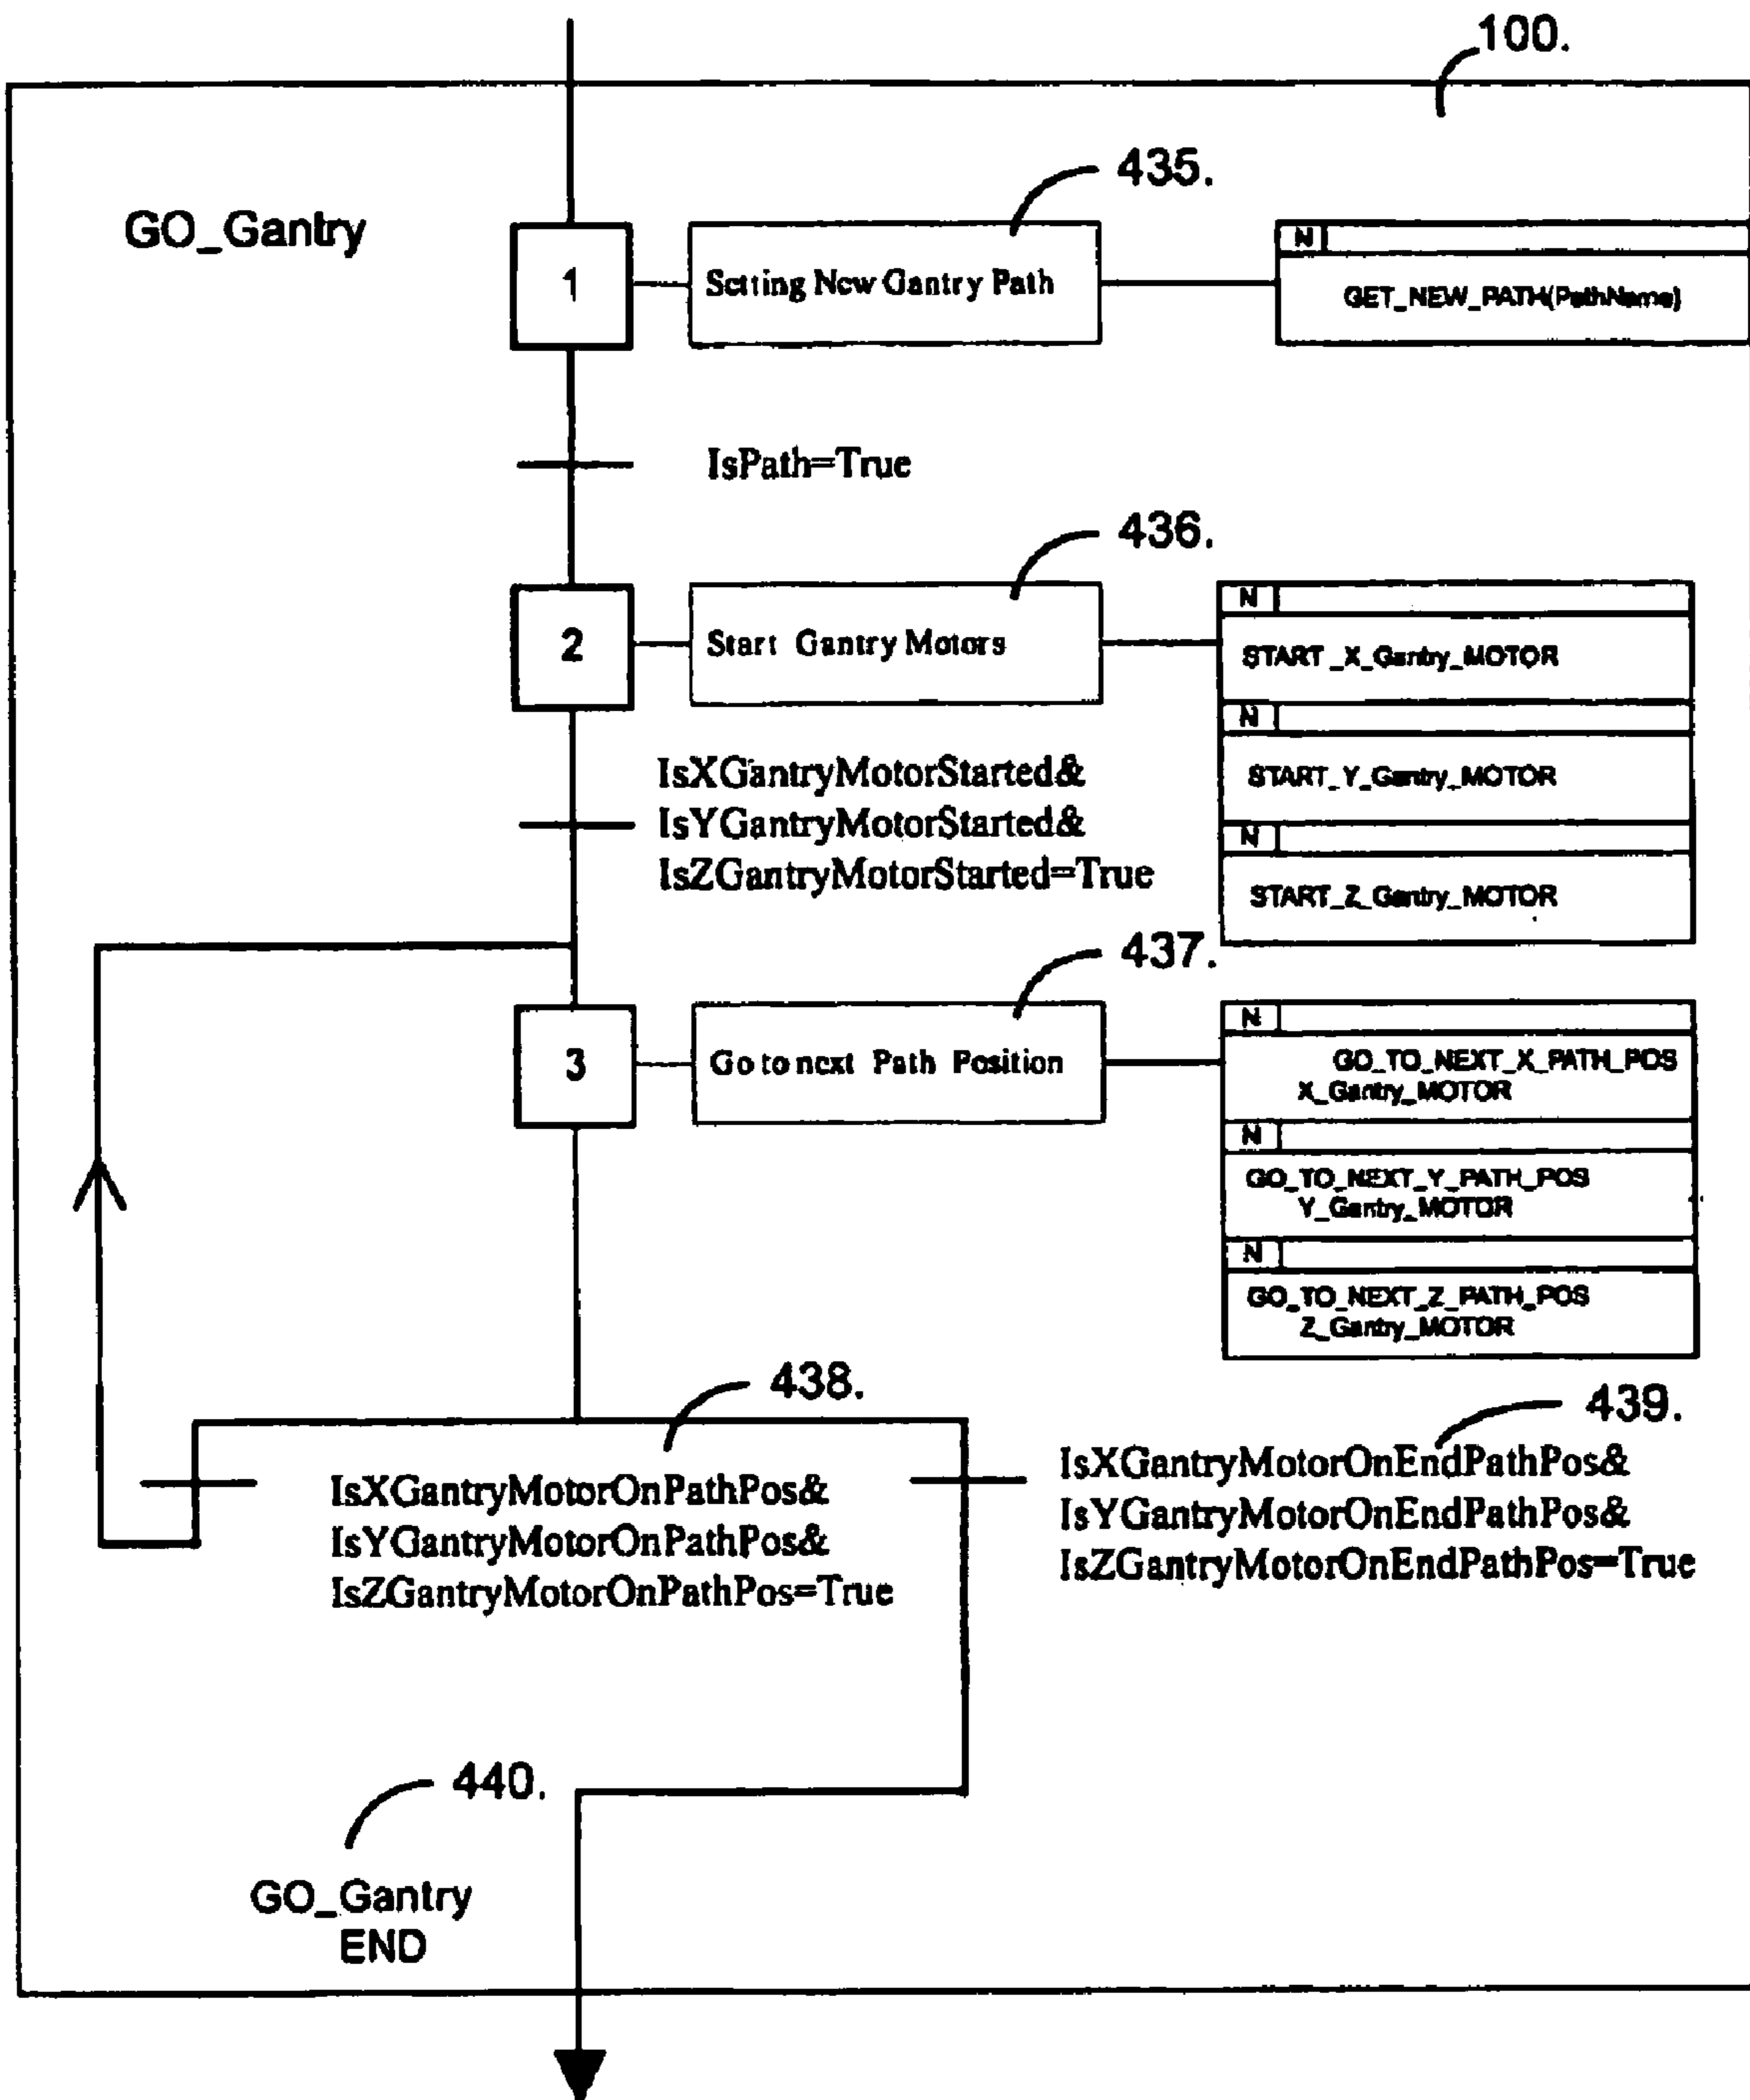 100.
435.
GO_Gantry
1
Setting New Gantry Path
N
GET_NEW_PATH(PathName)
IsPath=True
436.
2
Start Gantry Motors
N
START_X_Gantry_MOTOR
N
START_Y_Gantry_MOTOR
N
START_Z_Gantry_MOTOR
IsXGantryMotorStarted&
IsYGantryMotorStarted&
IsZGantryMotorStarted=True
437.
3
Go to next Path Position
N
GO_TO_NEXT_X_PATH_POS
X_Gantry_MOTOR
N
GO_TO_NEXT_Y_PATH_POS
Y_Gantry_MOTOR
N
GO_TO_NEXT_Z_PATH_POS
Z_Gantry_MOTOR
438.
IsXGantryMotorOnPathPos&
IsYGantryMotorOnPathPos&
IsZGantryMotorOnPathPos=True
439.
IsXGantryMotorOnEndPathPos&
IsYGantryMotorOnEndPathPos&
IsZGantryMotorOnEndPathPos=True
440.
GO_Gantry
END